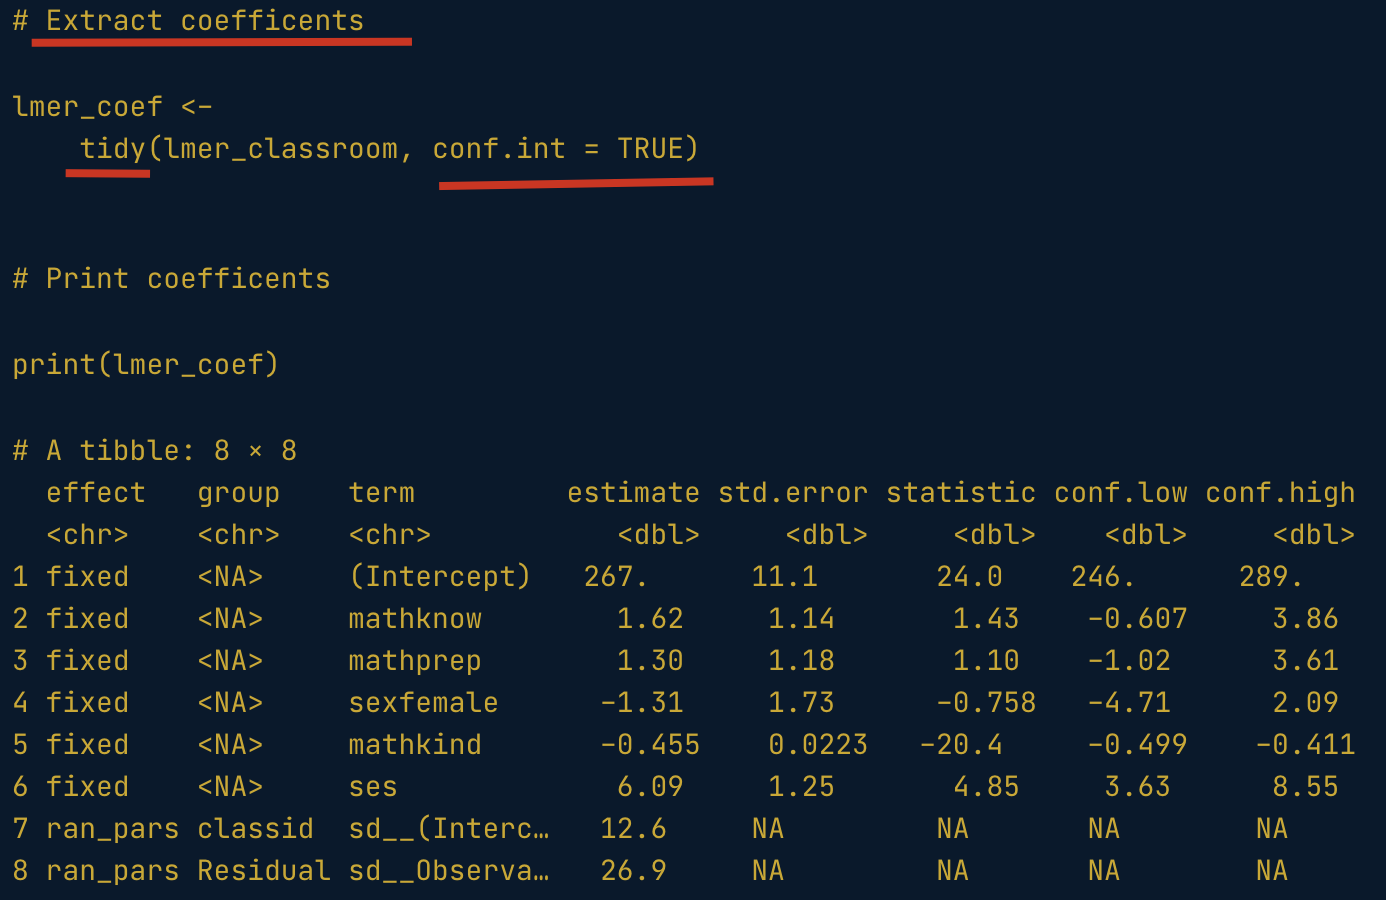 # Extract coefficents
lmer_coef <-
    tidy(lmer_classroom, conf.int = TRUE)
# Print coefficents
print(lmer_coef)
# A tibble: 8 × 8
  effect   group    term         estimate std.error statistic conf.low conf.high
  <chr>    <chr>    <chr>           <dbl>     <dbl>     <dbl>    <dbl>     <dbl>
1 fixed    <NA>     (Intercept)   267.      11.1       24.0    246.      289.
2 fixed    <NA>     mathknow        1.62     1.14       1.43    -0.607     3.86
3 fixed    <NA>     mathprep        1.30     1.18       1.10    -1.02      3.61
4 fixed    <NA>     sexfemale      -1.31     1.73      -0.758   -4.71      2.09
5 fixed    <NA>     mathkind       -0.455    0.0223   -20.4     -0.499    -0.411
6 fixed    <NA>     ses             6.09     1.25       4.85     3.63      8.55
7 ran_pars classid  sd__(Interc…   12.6     NA         NA       NA        NA
8 ran_pars Residual sd__Observa…   26.9     NA         NA       NA        NA